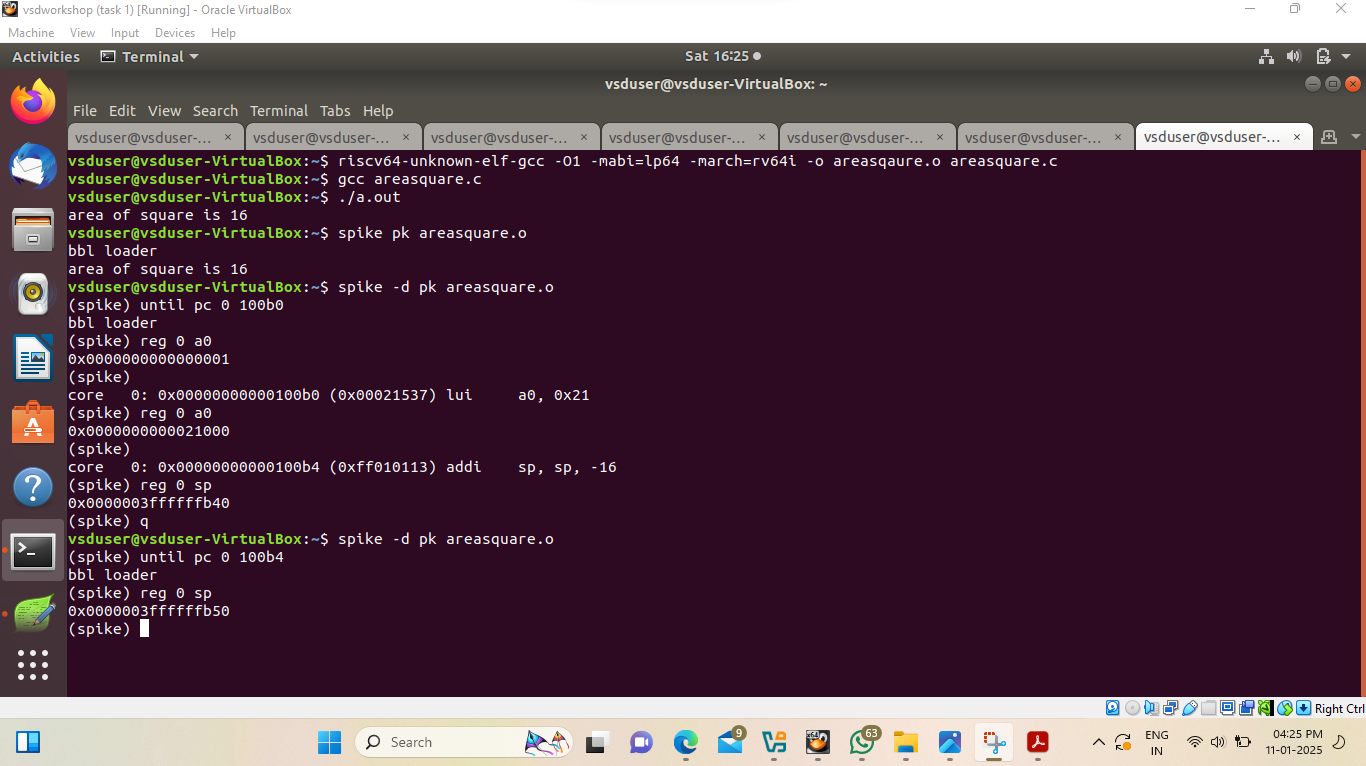 vsdworkshop (task 1) [Running] - Oracle VirtualBox
Machine View Input Devices Help
Activities Terminal Sat 16:25
vsduser@vsduser-VirtualBox: ~
File Edit View Search Terminal Tabs Help
vsduser@vsduser-... × vsduser@vsduser-... × vsduser@vsduser-... × vsduser@vsduser-... × vsduser@vsduser-... × vsduser@vsduser-... × vsduser@vsduser-... ×
vsduser@vsduser-VirtualBox:~$ riscv64-unknown-elf-gcc -O1 -mabi=lp64 -march=rv64i -o areasqaure.o areasquare.c
vsduser@vsduser-VirtualBox:~$ gcc areasquare.c
vsduser@vsduser-VirtualBox:~$ ./a.out
area of square is 16
vsduser@vsduser-VirtualBox:~$ spike pk areasquare.o
bbl loader
area of square is 16
vsduser@vsduser-VirtualBox:~$ spike -d pk areasquare.o
(spike) until pc 0 100b0
bbl loader
(spike) reg 0 a0
0x0000000000000001
(spike)
core   0: 0x00000000000100b0 (0x00021537) lui     a0, 0x21
(spike) reg 0 a0
0x0000000000021000
(spike)
core   0: 0x00000000000100b4 (0xff010113) addi    sp, sp, -16
(spike) reg 0 sp
0x0000003ffffffb40
(spike) q
vsduser@vsduser-VirtualBox:~$ spike -d pk areasquare.o
(spike) until pc 0 100b4
bbl loader
(spike) reg 0 sp
0x0000003ffffffb50
(spike)
Right Ctrl
Search 9 63 ENG IN 04:25 PM 11-01-2025